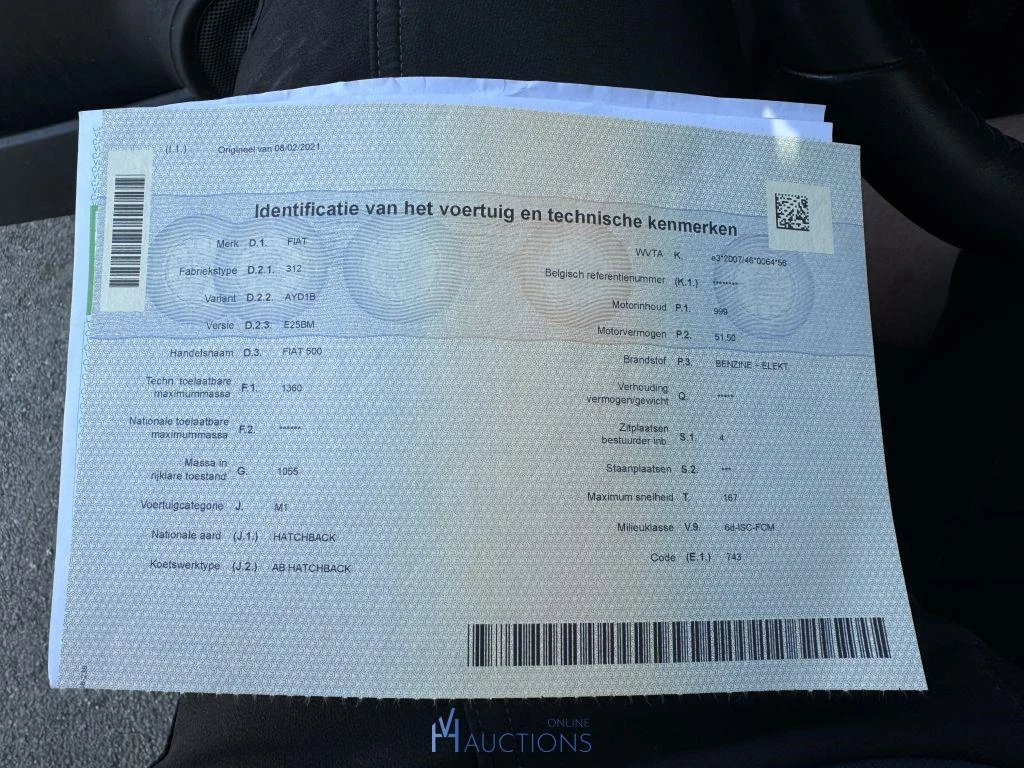 (I.1.) Origineel van 08/02/2021
Identificatie van het voertuig en technische kenmerken
Merk D.1. FIAT
Fabriekstype D.2.1. 312
Variant D.2.2. AYD1B
Versie D.2.3. E25BM
Handelsnaam D.3. FIAT 500
Techn. toelaatbare
maximummassa F.1. 1360
Nationale toelaatbare
maximummassa F.2. ******
Massa in
rijklare toestand G. 1055
Voertuigcategorie J. M1
Nationale aard (J.1.) HATCHBACK
Koetswerktype (J.2.) AB HATCHBACK
WVTA K. e3*2007/46*0064*56
Belgisch referentienummer (K.1.) ********
Motorinhoud P.1. 999
Motorvermogen P.2. 51.50
Brandstof P.3. BENZINE - ELEKT
Verhouding
vermogen/gewicht Q. *****
Zitplaatsen
bestuurder inb. S.1. 4
Staanplaatsen S.2. ***
Maximum snelheid T. 167
Milieuklasse V.9. 6d-ISC-FCM
Code (E.1.) 743
VH ONLINE
AUCTIONS